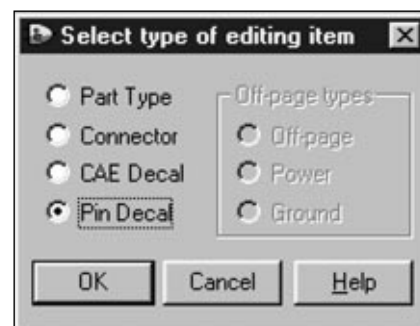 Select type of editing item
Part Type
Connector
CAE Decal
Pin Decal
Off-page types
Off-page
Power
Ground
OK
Cancel
Help